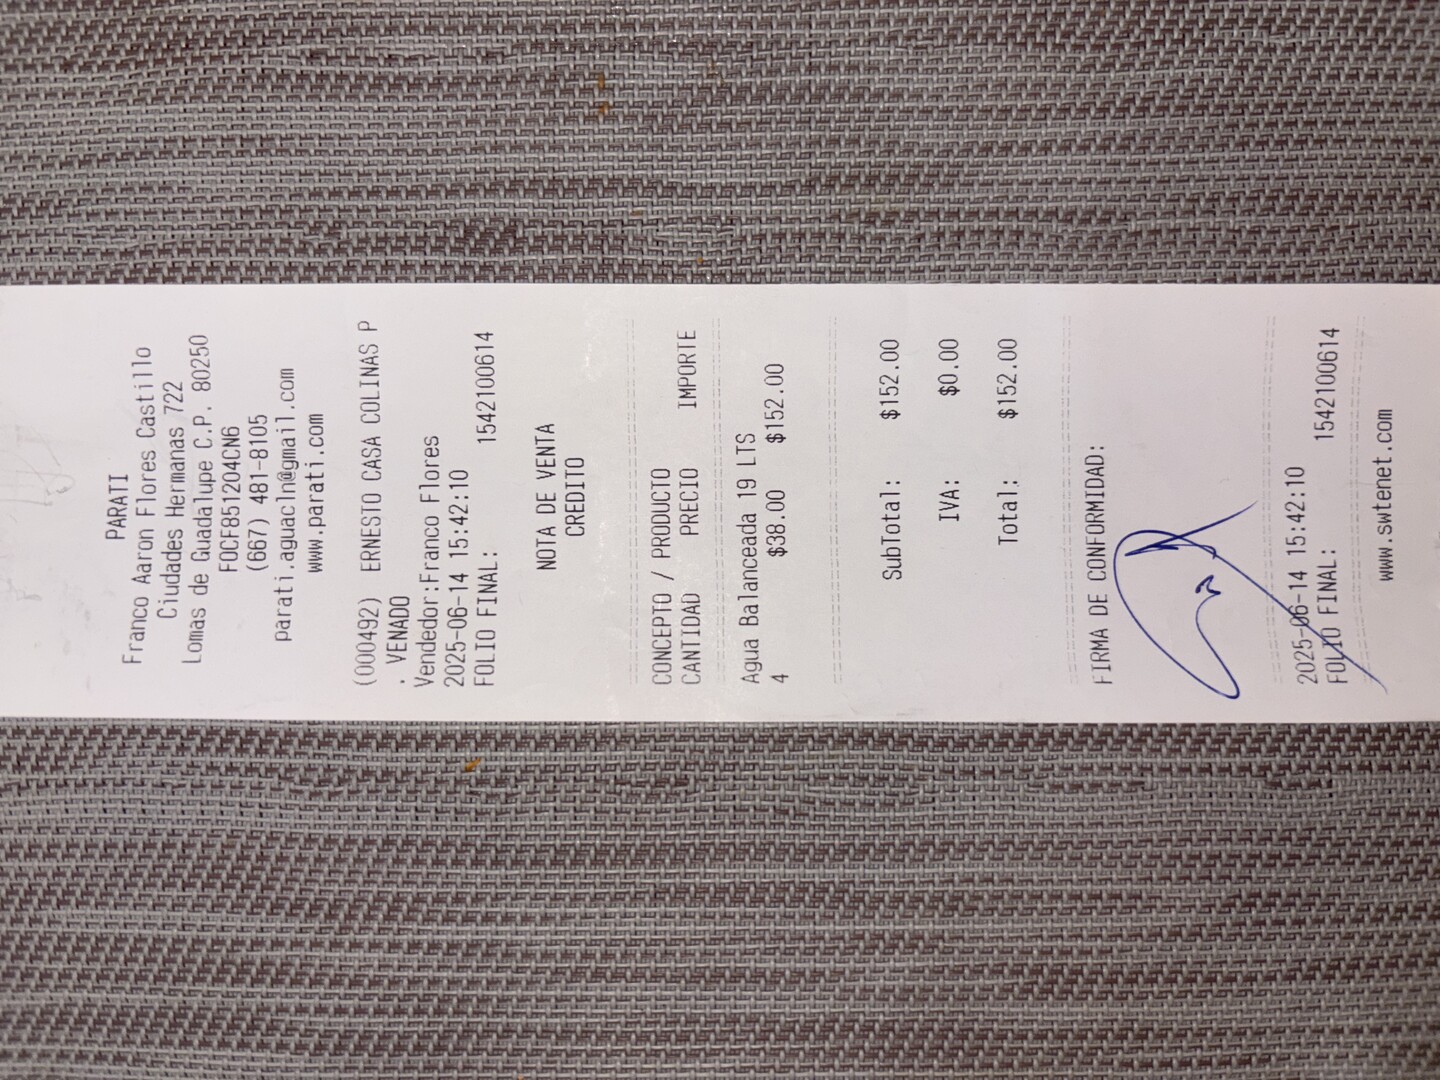 PARATI
Franco Aaron Flores Castillo
Ciudades Hermanas 722
Lomas de Guadalupe C.P. 80250
FOCF851204CN6
(667) 481-8105
parati.aguacln@gmail.com
www.parati.com
(000492) ERNESTO CASA COLINAS P
. VENADO
Vendedor:Franco Flores
2025-06-14 15:42:10
FOLIO FINAL: 1542100614
NOTA DE VENTA
CREDITO
CONCEPTO / PRODUCTO
CANTIDAD PRECIO IMPORTE
Agua Balanceada 19 LTS
4 $38.00 $152.00
SubTotal: $152.00
IVA: $0.00
Total: $152.00
FIRMA DE CONFORMIDAD:
2025-06-14 15:42:10
FOLIO FINAL: 1542100614
www.swtenet.com